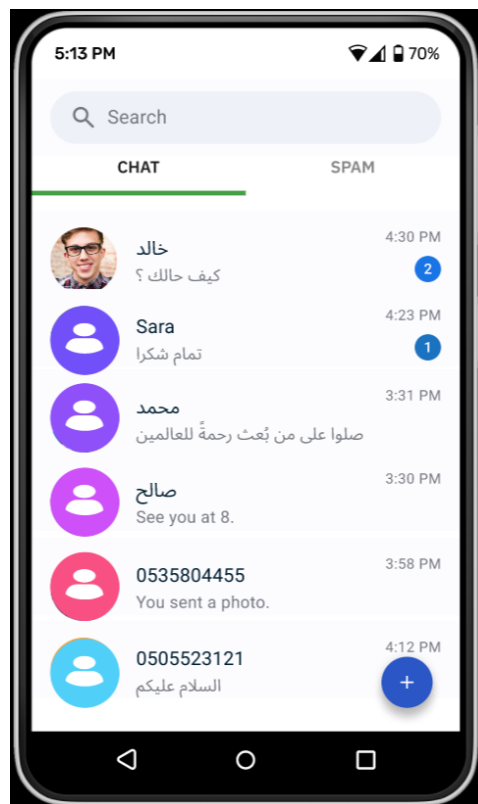 5:13 PM 70%
Search
CHAT SPAM
خالد 4:30 PM
كيف حالك ؟ 2
Sara 4:23 PM
تمام شكرا 1
محمد 3:31 PM
صلوا على من بُعث رحمةً للعالمين
صالح 3:30 PM
See you at 8.
0535804455 3:58 PM
You sent a photo.
0505523121 4:12 PM
السلام عليكم +